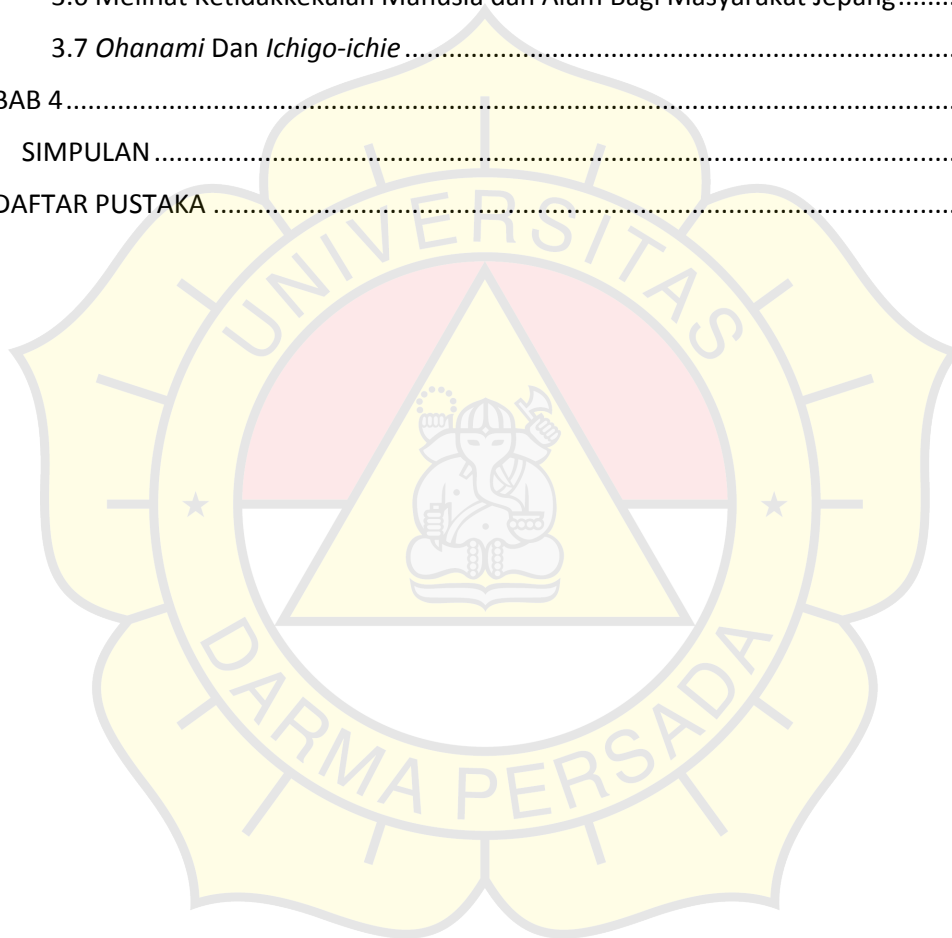 3.6 Melihat Ketidakkekalan Manusia dan Alam Bagi Masyarakat Jepang..........
3.7 Ohanami Dan Ichigo-ichie..........
BAB 4..........
SIMPULAN..........
DAFTAR PUSTAKA ..........
UNIVERSITAS
DARMA PERSADA